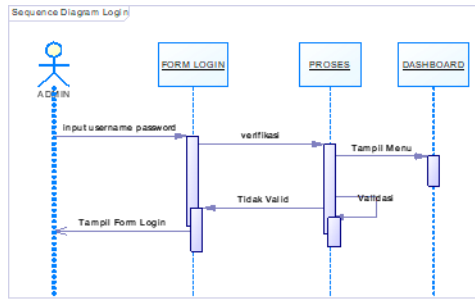 Sequence Diagram Login
FORM LOGIN
PROSES
DASHBOARD
ADMIN
input username password
verifikasi
Tampil Menu
Validasi
Tidak Valid
Tampil Form Login